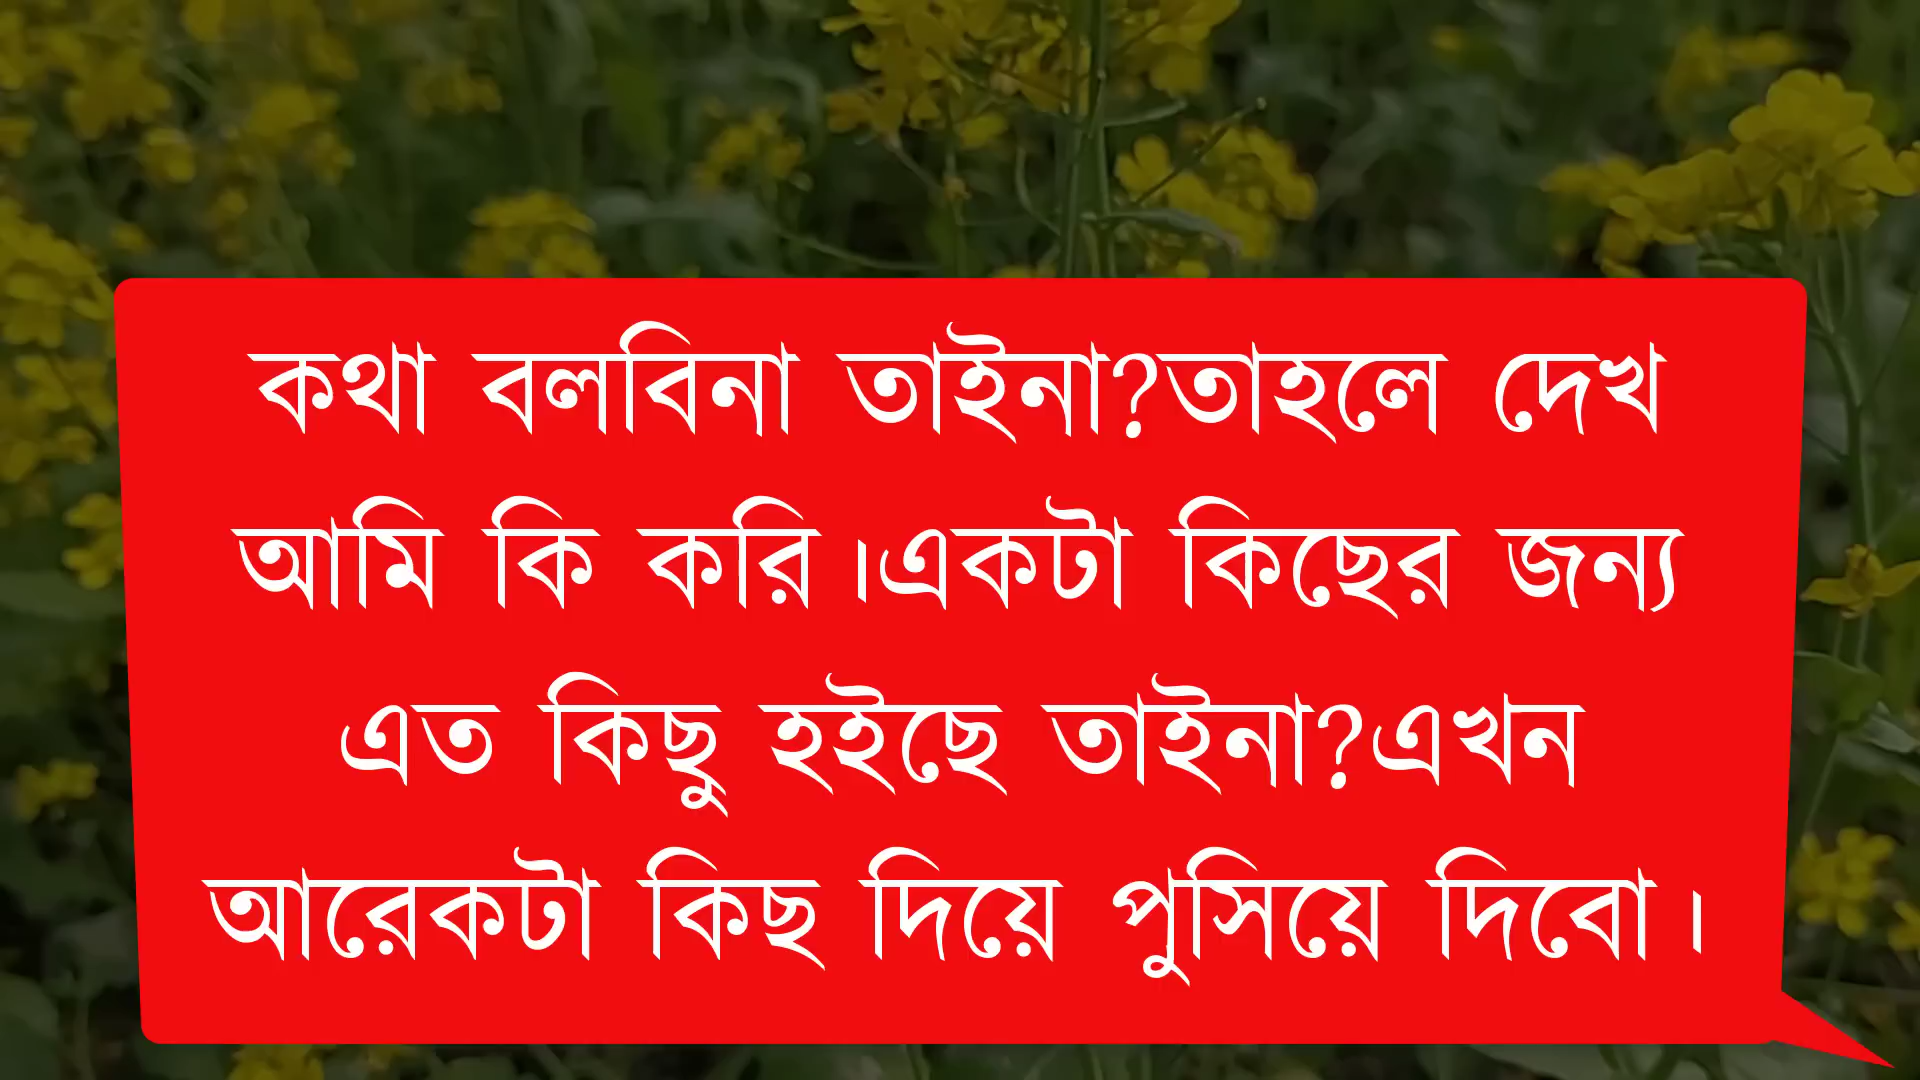 কথা বলবিনা তাইনা?তাহলে দেখ
আমি কি করি।একটা কিছের জন্য
এত কিছু হইছে তাইনা?এখন
আরেকটা কিছ দিয়ে পুসিয়ে দিবো।